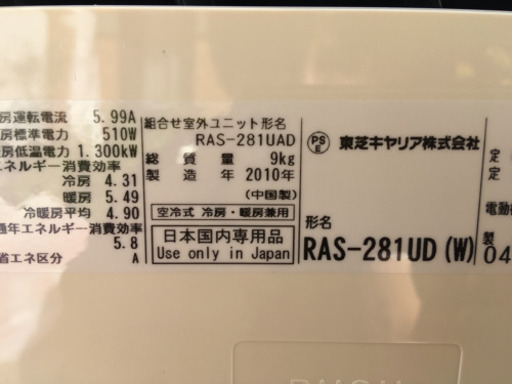 房運転電流 5.99A
房標準電力 510W
房低温電力 1.300kW
エネルギー消費効率
冷房 4.31
暖房 5.49
冷暖房平均 4.90
通年エネルギー消費効率
5.8
省エネ区分 A
組合せ室外ユニット形名
RAS-281UAD
総質量 9kg
製造年 2010年
(中国製)
空冷式 冷房・暖房兼用
日本国内専用品
Use only in Japan
PS
E
東芝キヤリア株式会社
形名
RAS-281UD(W)
定
定
電動機
製
04